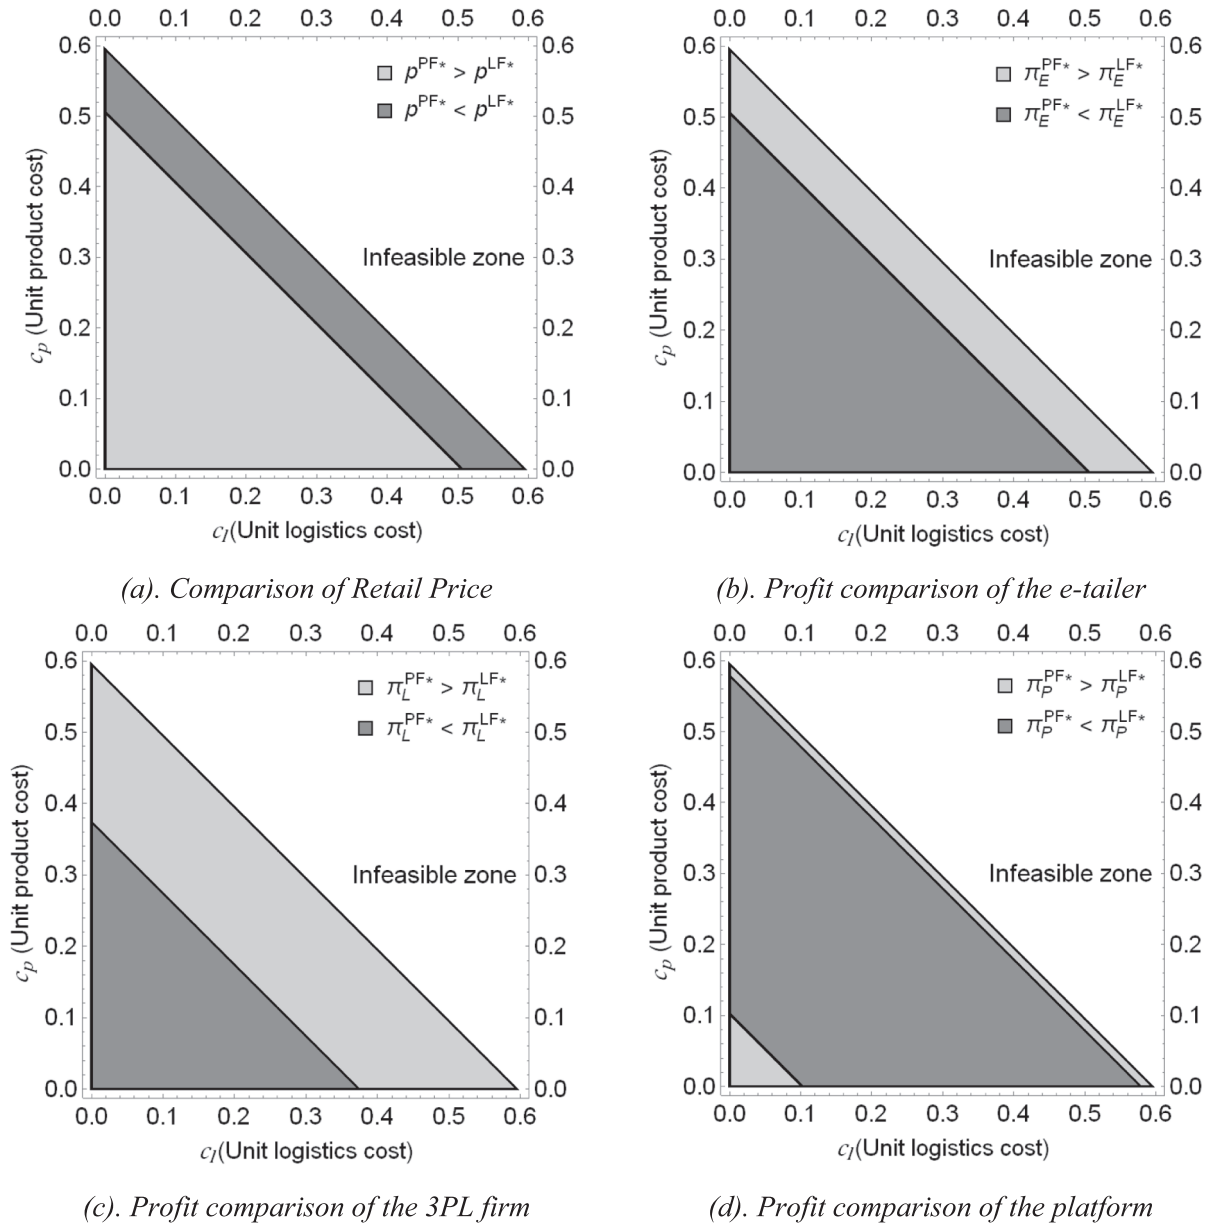 0.0 0.1 0.2 0.3 0.4 0.5 0.6
0.6 0.6
p^PF* > p^LF*
p^PF* < p^LF*
0.5 0.5
0.4 0.4
Infeasible zone
0.3 0.3
0.2 0.2
0.1 0.1
0.0 0.0
c_p (Unit product cost)
0.0 0.1 0.2 0.3 0.4 0.5 0.6
c_l(Unit logistics cost)
(a). Comparison of Retail Price
0.0 0.1 0.2 0.3 0.4 0.5 0.6
0.6 0.6
π_E^PF* > π_E^LF*
π_E^PF* < π_E^LF*
0.5 0.5
0.4 0.4
Infeasible zone
0.3 0.3
0.2 0.2
0.1 0.1
0.0 0.0
c_p (Unit product cost)
0.0 0.1 0.2 0.3 0.4 0.5 0.6
c_l(Unit logistics cost)
(b). Profit comparison of the e-tailer
0.0 0.1 0.2 0.3 0.4 0.5 0.6
0.6 0.6
π_L^PF* > π_L^LF*
π_L^PF* < π_L^LF*
0.5 0.5
0.4 0.4
Infeasible zone
0.3 0.3
0.2 0.2
0.1 0.1
0.0 0.0
c_p (Unit product cost)
0.0 0.1 0.2 0.3 0.4 0.5 0.6
c_l(Unit logistics cost)
(c). Profit comparison of the 3PL firm
0.0 0.1 0.2 0.3 0.4 0.5 0.6
0.6 0.6
π_P^PF* > π_P^LF*
π_P^PF* < π_P^LF*
0.5 0.5
0.4 0.4
Infeasible zone
0.3 0.3
0.2 0.2
0.1 0.1
0.0 0.0
c_p (Unit product cost)
0.0 0.1 0.2 0.3 0.4 0.5 0.6
c_l(Unit logistics cost)
(d). Profit comparison of the platform